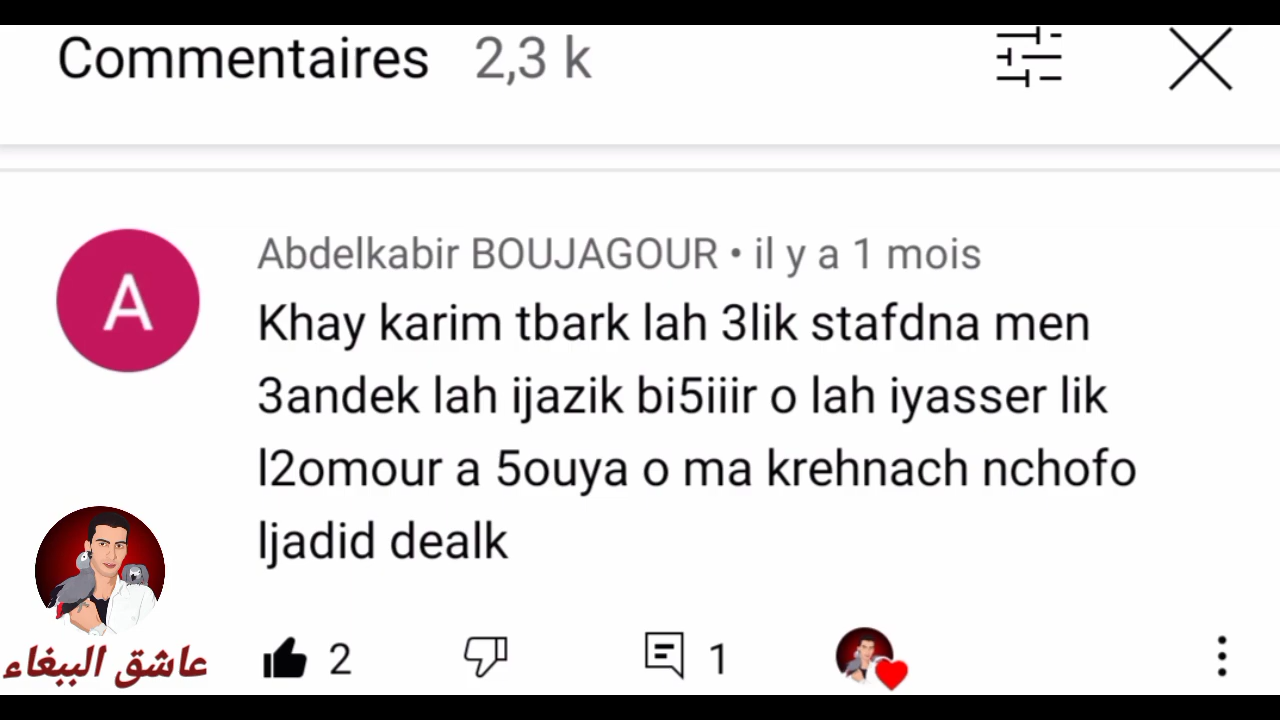 Commentaires 2,3 k
Abdelkabir BOUJAGOUR • il y a 1 mois
Khay karim tbark lah 3lik stafdna men
3andek lah ijazik bi5iiir o lah iyasser lik
l2omour a 5ouya o ma krehnach nchofo
ljadid dealk
2 1
عاشق الببغاء